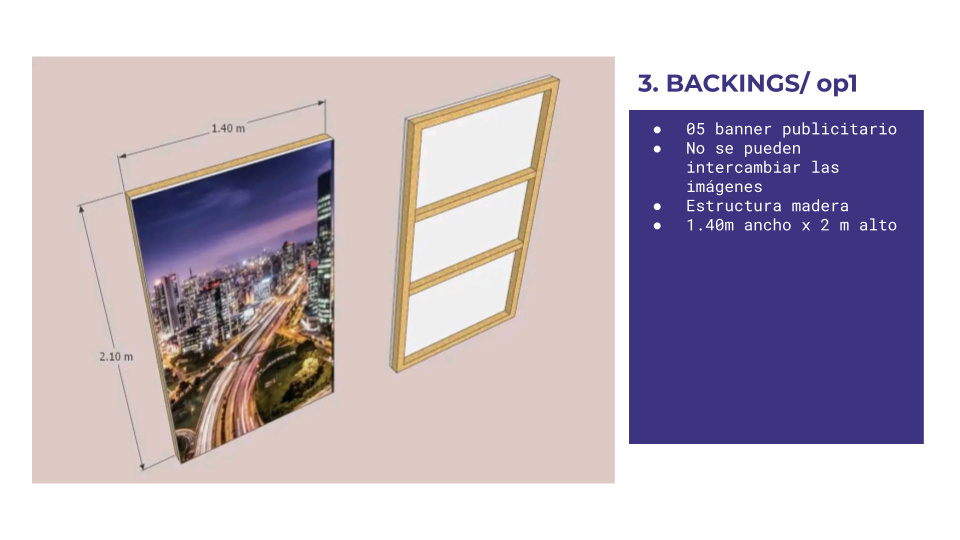 1.40 m
2.10 m
3. BACKINGS/ op1
● 05 banner publicitario
● No se pueden
intercambiar las
imágenes
● Estructura madera
● 1.40m ancho x 2 m alto